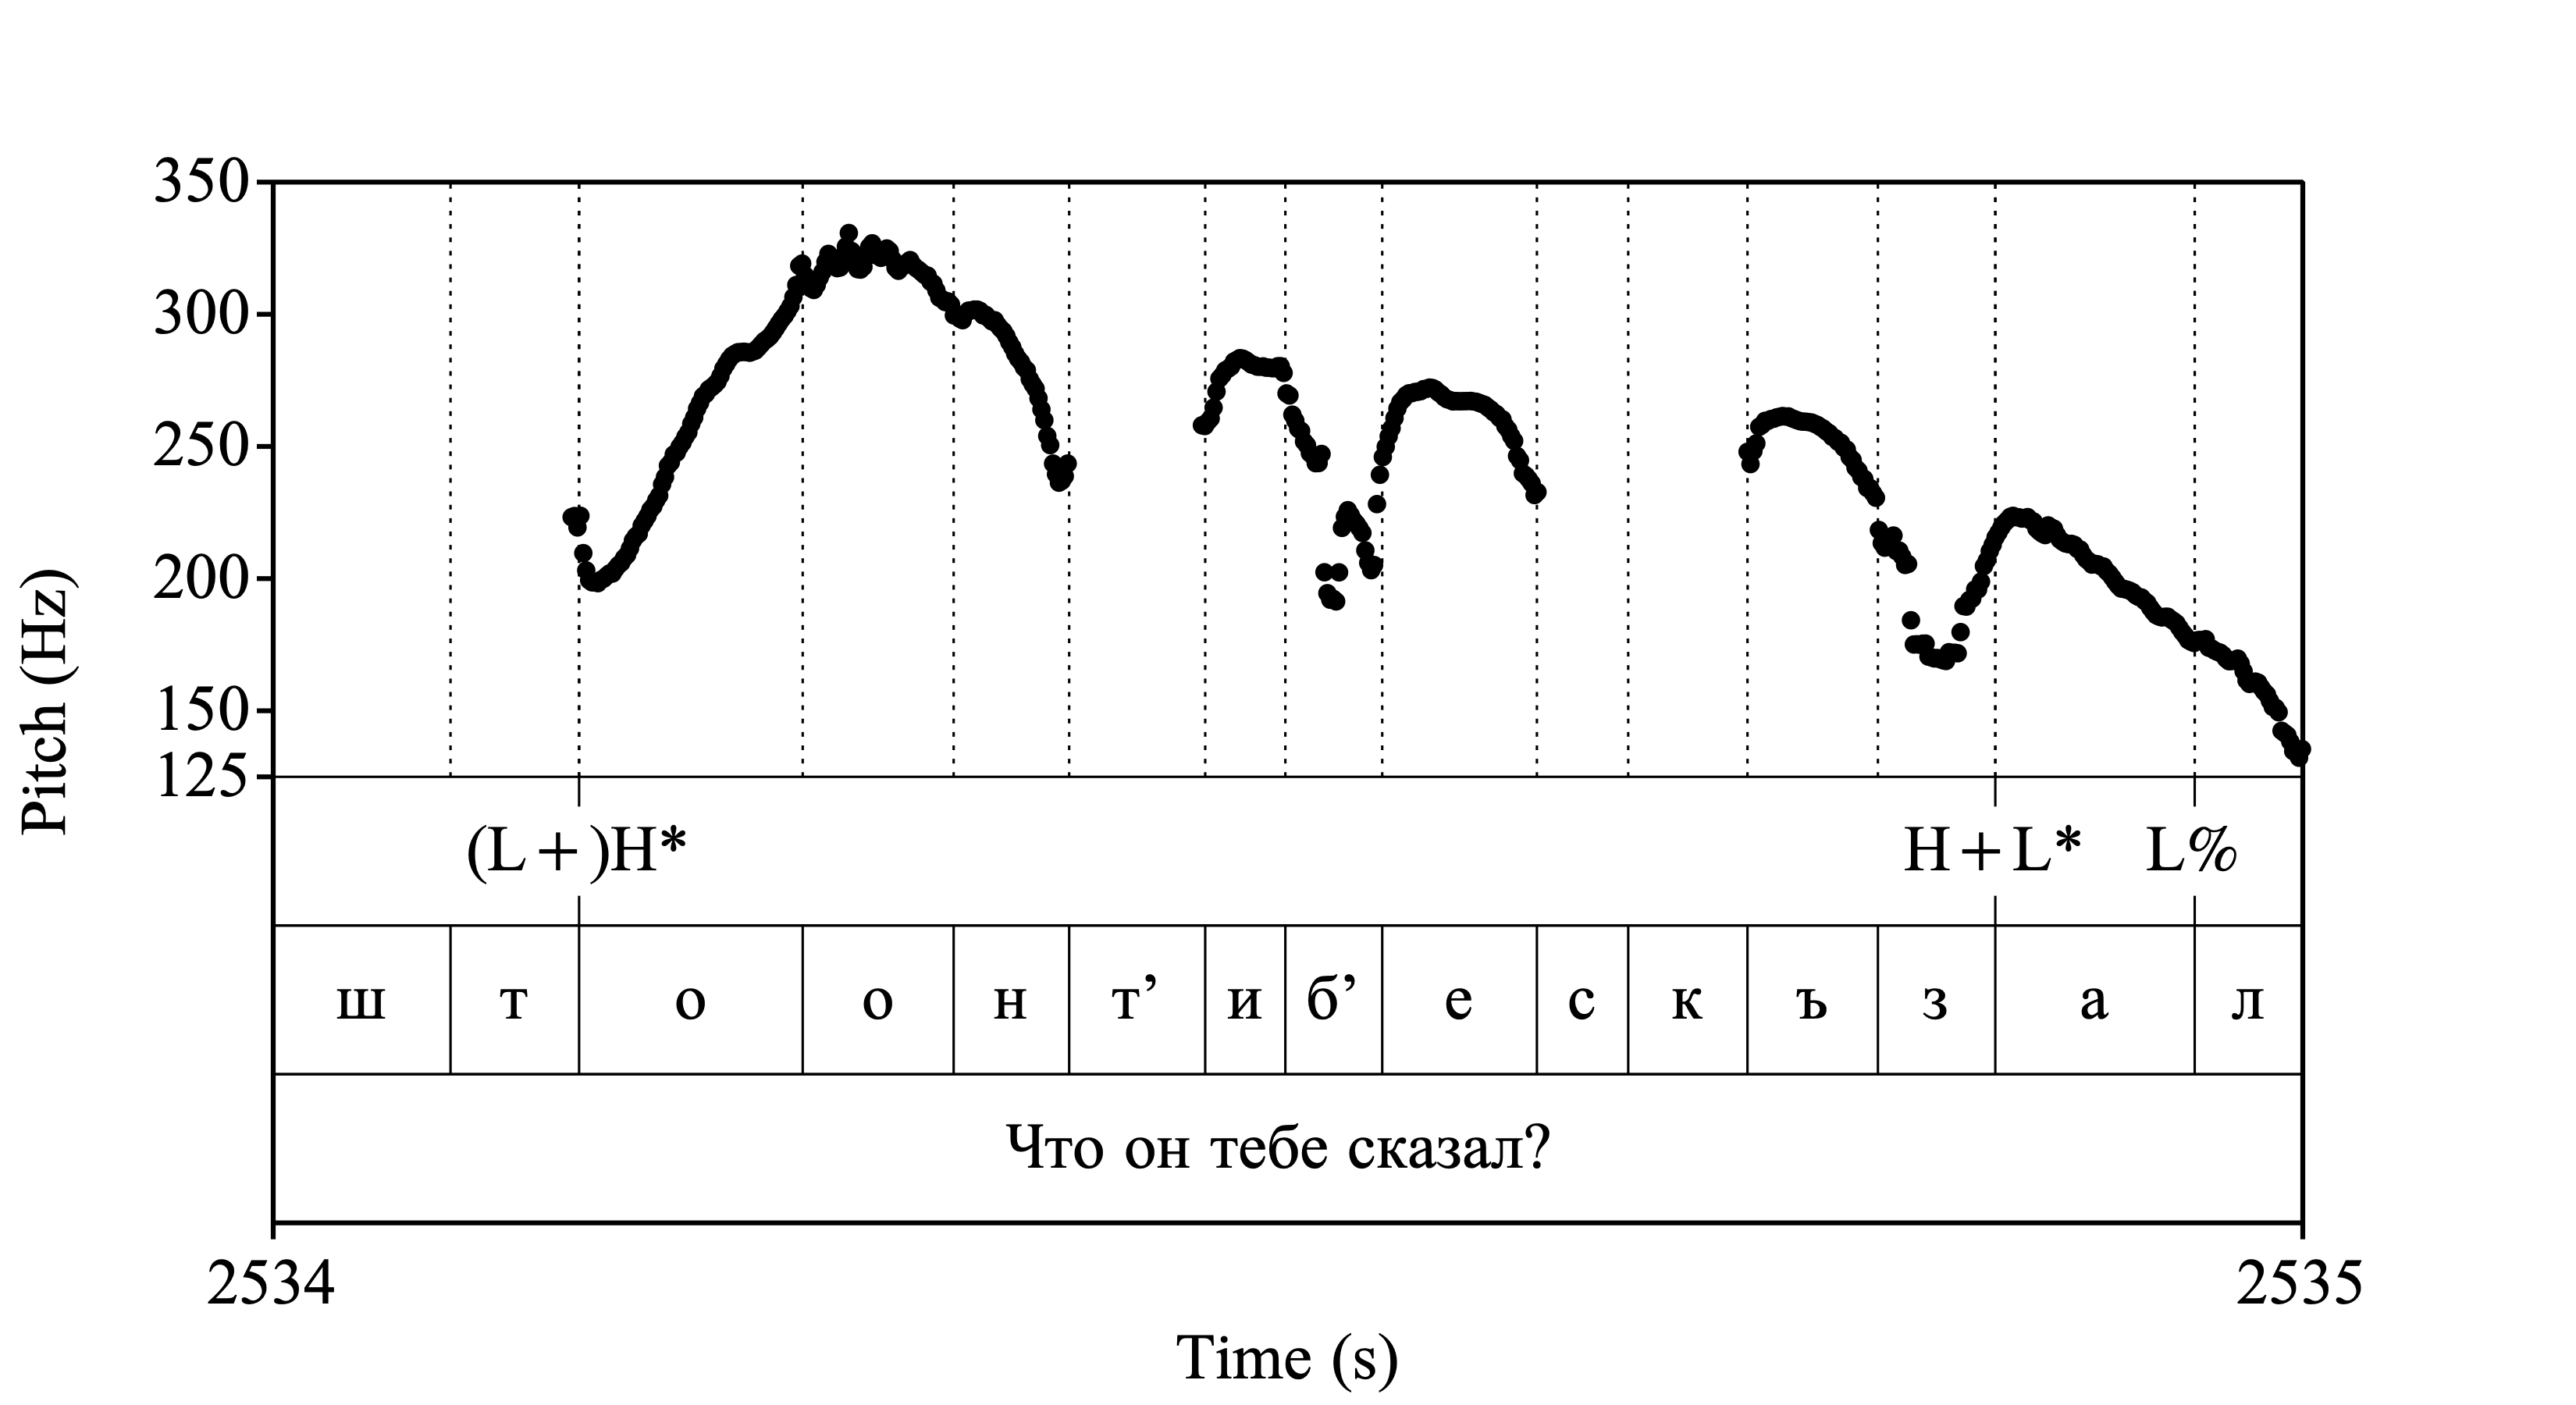 350
300
250
200
150
125
Pitch (Hz)
(L+)H* H+L* L%
ш т о о н т’ и б’ е с к ъ з а л
Что он тебе сказал?
2534 2535
Time (s)